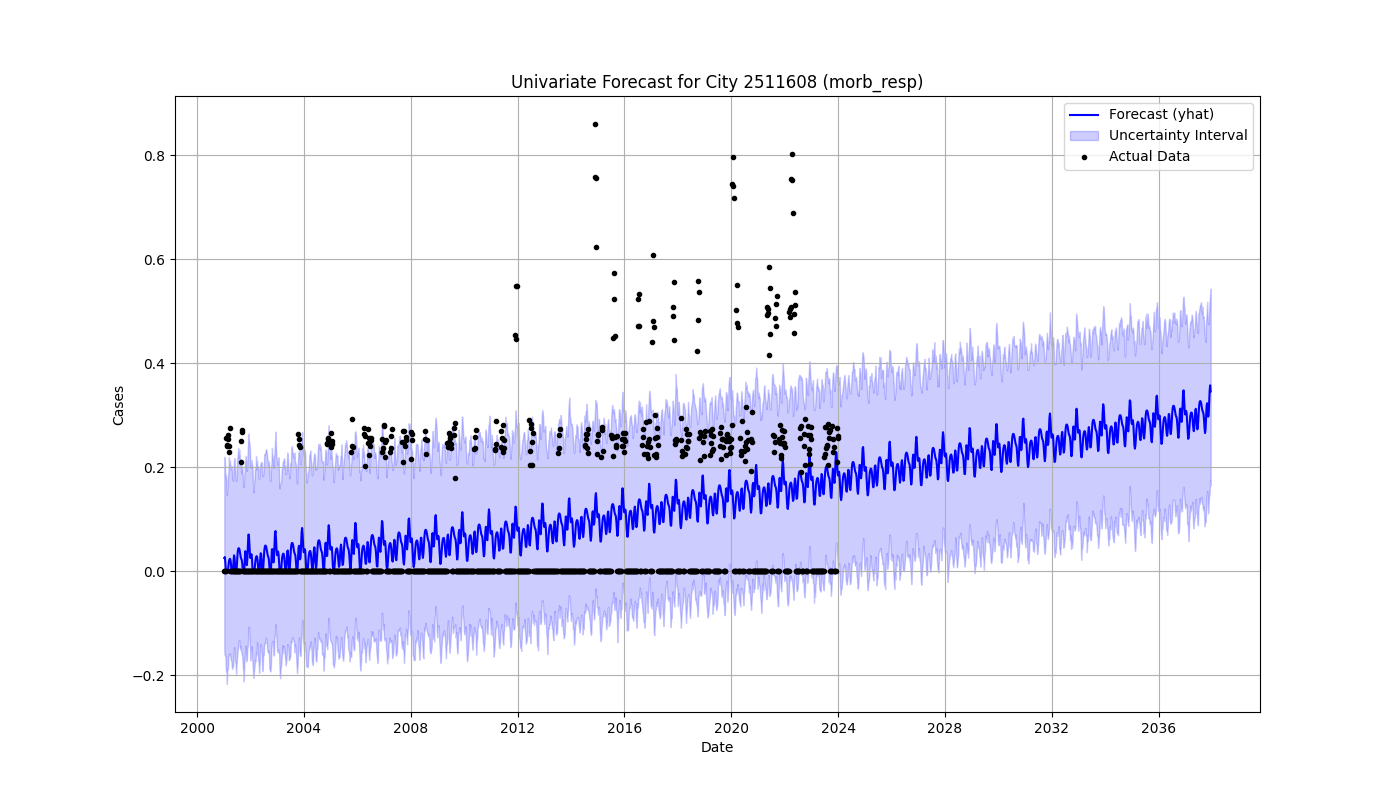 Univariate Forecast for City 2511608 (morb_resp)
Forecast (yhat)
Uncertainty Interval
Actual Data
Cases
0.8
0.6
0.4
0.2
0.0
−0.2
2000 2004 2008 2012 2016 2020 2024 2028 2032 2036
Date